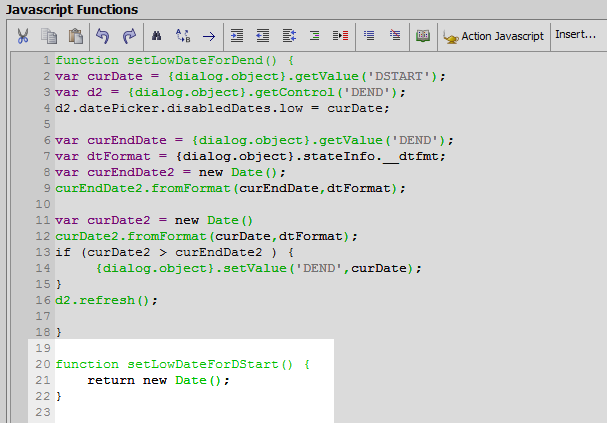 Javascript Functions
Action Javascript Insert...
1 function setLowDateForDend() {
2 var curDate = {dialog.object}.getValue('DSTART');
3 var d2 = {dialog.object}.getControl('DEND');
4 d2.datePicker.disabledDates.low = curDate;
5
6 var curEndDate = {dialog.object}.getValue('DEND');
7 var dtFormat = {dialog.object}.stateInfo.__dtfmt;
8 var curEndDate2 = new Date();
9 curEndDate2.fromFormat(curEndDate,dtFormat);
10
11 var curDate2 = new Date()
12 curDate2.fromFormat(curDate,dtFormat);
13 if (curDate2 > curEndDate2 ) {
14 {dialog.object}.setValue('DEND',curDate);
15 }
16 d2.refresh();
17
18 }
19
20 function setLowDateForDStart() {
21 return new Date();
22 }
23